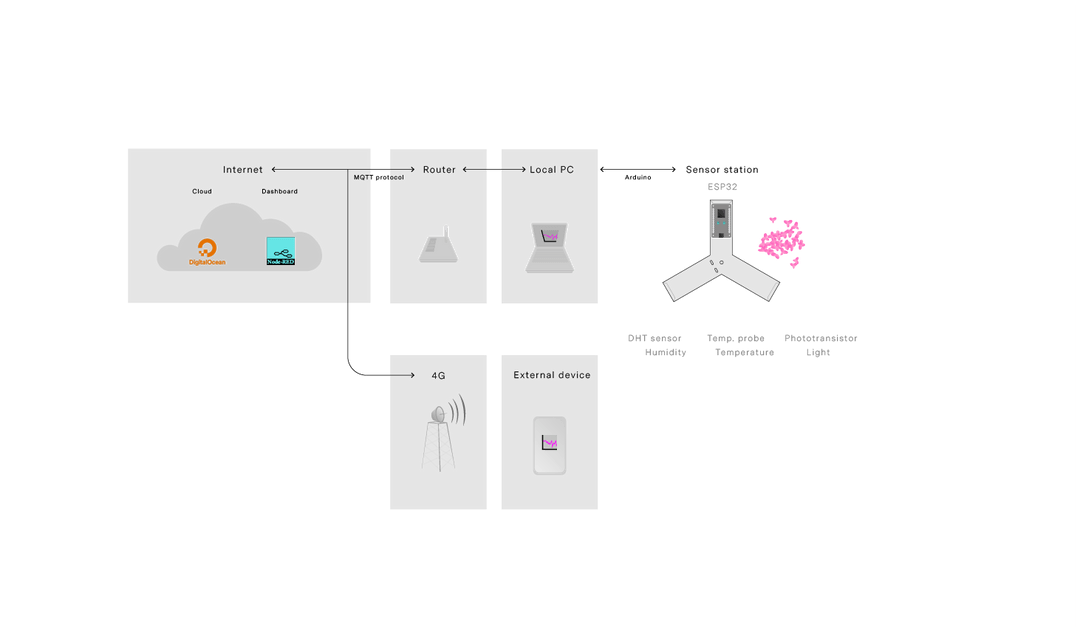 Internet
Cloud
Dashboard
DigitalOcean
Node-RED
MQTT protocol
Router
Local PC
Arduino
Sensor station
ESP32
DHT sensor
Humidity
Temp. probe
Temperature
Phototransistor
Light
4G
External device